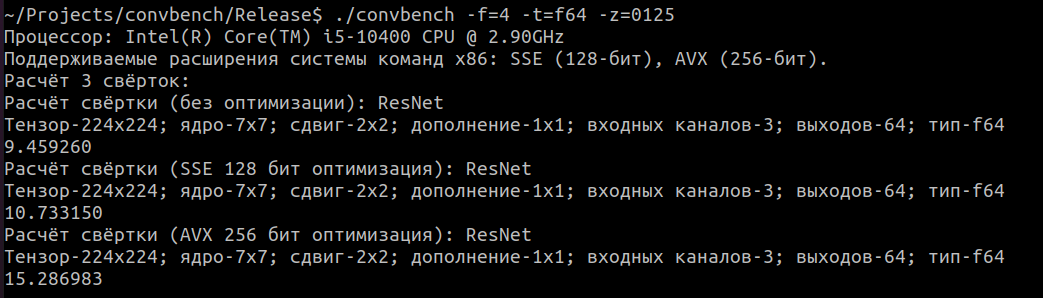 ~/Projects/convbench/Release$ ./convbench -f=4 -t=f64 -z=0125
Процессор: Intel(R) Core(TM) i5-10400 CPU @ 2.90GHz
Поддерживаемые расширения системы команд x86: SSE (128-бит), AVX (256-бит).
Расчёт 3 свёрток:
Расчёт свёртки (без оптимизации): ResNet
Тензор-224x224; ядро-7x7; сдвиг-2x2; дополнение-1x1; входных каналов-3; выходов-64; тип-f64
9.459260
Расчёт свёртки (SSE 128 бит оптимизация): ResNet
Тензор-224x224; ядро-7x7; сдвиг-2x2; дополнение-1x1; входных каналов-3; выходов-64; тип-f64
10.733150
Расчёт свёртки (AVX 256 бит оптимизация): ResNet
Тензор-224x224; ядро-7x7; сдвиг-2x2; дополнение-1x1; входных каналов-3; выходов-64; тип-f64
15.286983